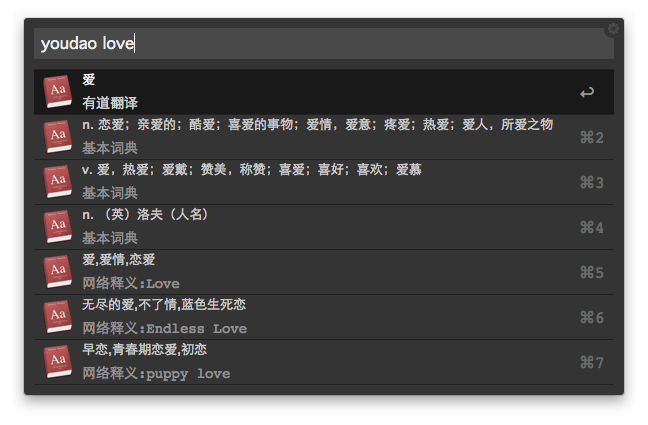 youdao love
爱
有道翻译
↩
n. 恋爱；亲爱的；酷爱；喜爱的事物；爱情，爱意；疼爱；热爱；爱人，所爱之物
基本词典
⌘2
v. 爱，热爱；爱戴；赞美，称赞；喜爱；喜好；喜欢；爱慕
基本词典
⌘3
n. （英）洛夫（人名）
基本词典
⌘4
爱,爱情,恋爱
网络释义:Love
⌘5
无尽的爱,不了情,蓝色生死恋
网络释义:Endless Love
⌘6
早恋,青春期恋爱,初恋
网络释义:puppy love
⌘7
Aa
Aa
Aa
Aa
Aa
Aa
Aa